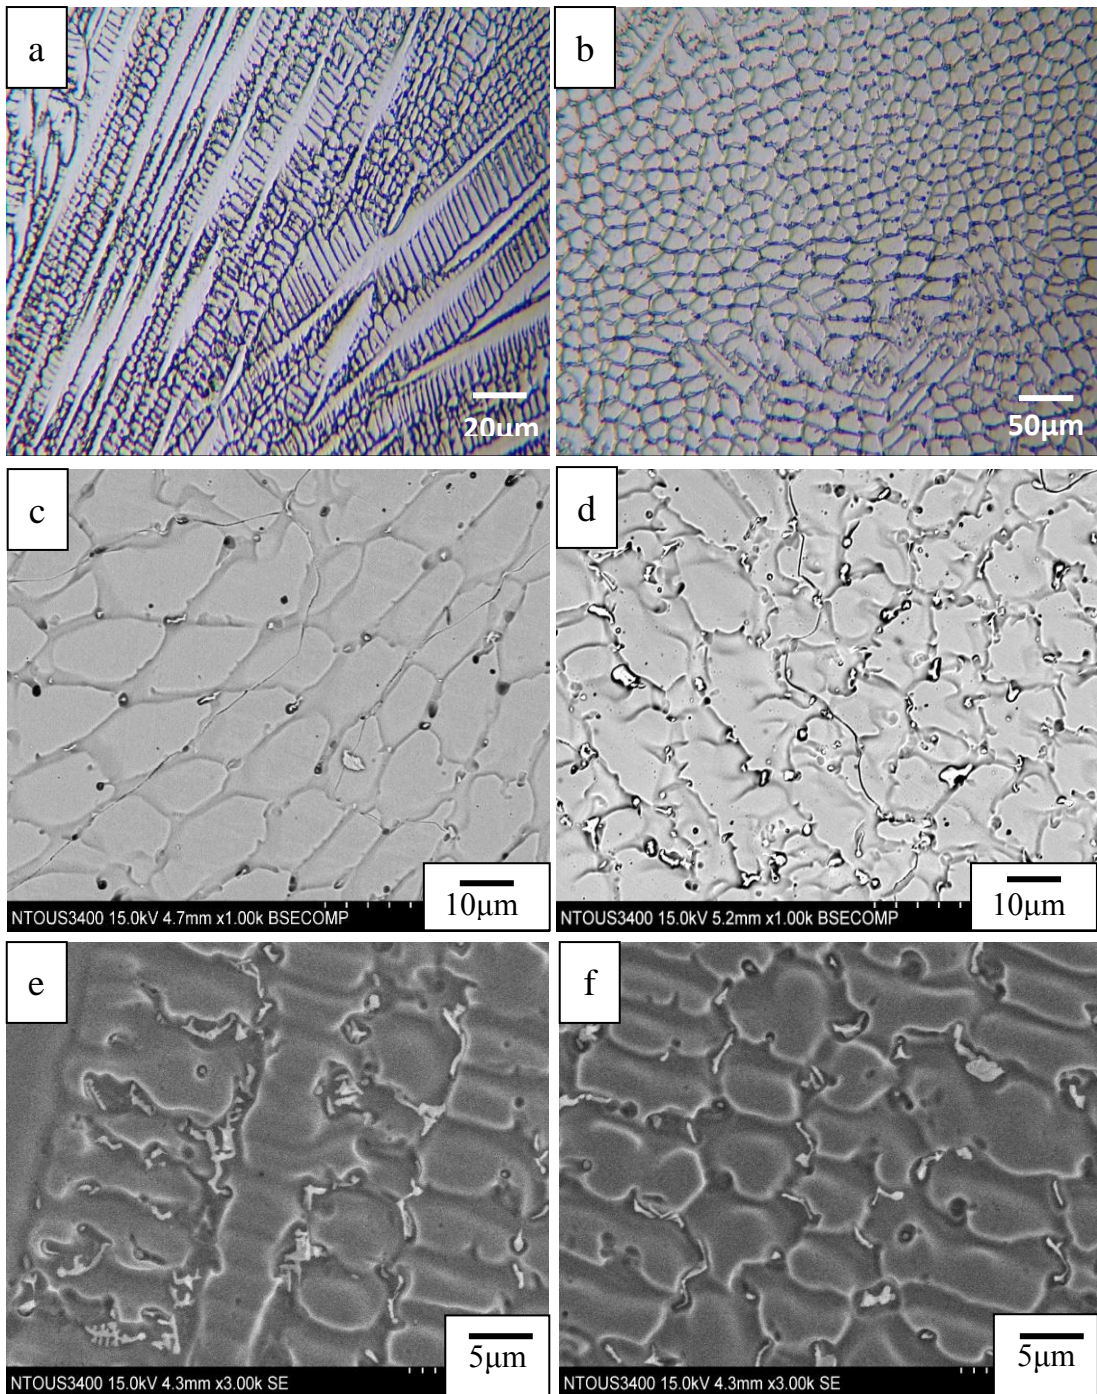 a
b
20μm
50μm
c
d
10μm
10μm
NTOUS3400 15.0kV 4.7mm x1.00k BSECOMP
NTOUS3400 15.0kV 5.2mm x1.00k BSECOMP
e
f
5μm
5μm
NTOUS3400 15.0kV 4.3mm x3.00k SE
NTOUS3400 15.0kV 4.3mm x3.00k SE